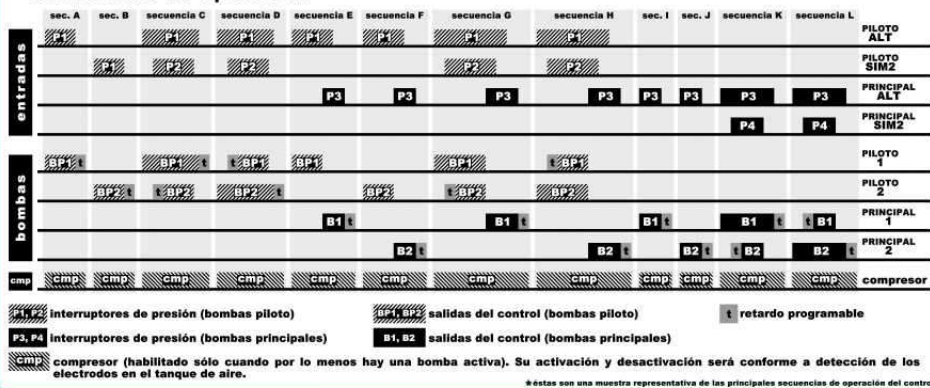 sec. A sec. B secuencia C secuencia D secuencia E secuencia F secuencia G secuencia H sec. I sec. J secuencia K secuencia L
entradas
P1 P1 P1 P1 P1 P1 P1 PILOTO ALT
P1 P2 P2 P2 P2 PILOTO SIM2
P3 P3 P3 P3 P3 P3 P3 P3 PRINCIPAL ALT
P4 P4 PRINCIPAL SIM2
bombas
BP1 t BP1 t t BP1 BP1 BP1 t BP1 PILOTO 1
BP2 t t BP2 BP2 t BP2 t BP2 BP2 PILOTO 2
B1 t B1 t B1 t B1 t t B1 PRINCIPAL 1
B2 t B2 t B2 t t B2 B2 t PRINCIPAL 2
cmp cmp cmp cmp cmp cmp cmp cmp cmp cmp cmp cmp cmp compresor
P1, P2 interruptores de presión (bombas piloto) BP1, BP2 salidas del control (bombas piloto) t retardo programable
P3, P4 interruptores de presión (bombas principales) B1, B2 salidas del control (bombas principales)
cmp compresor (habilitado sólo cuando por lo menos hay una bomba activa). Su activación y desactivación será conforme a detección de los
electrodos en el tanque de aire.
*éstas son una muestra representativa de las principales secuencias de operación del control